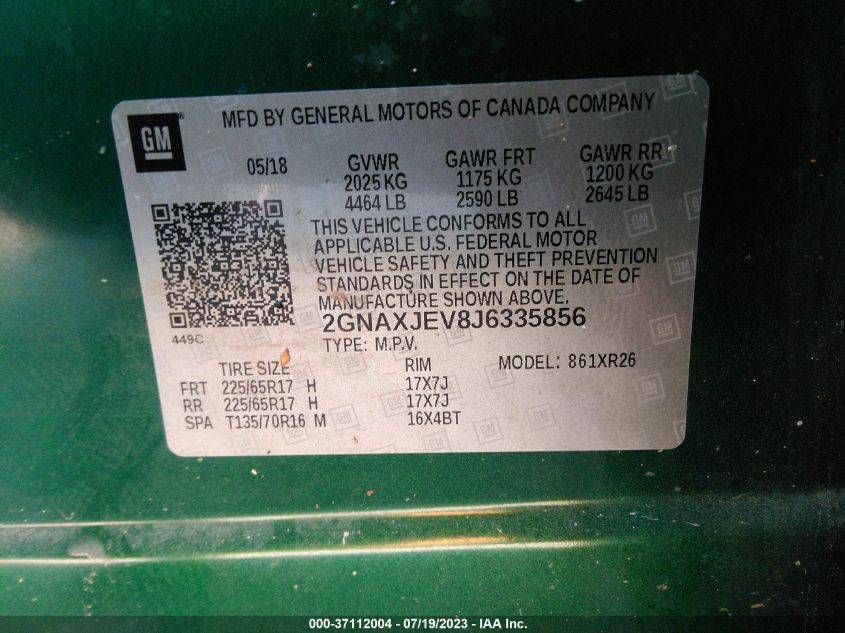 MFD BY GENERAL MOTORS OF CANADA COMPANY
GM
05/18 GVWR GAWR FRT GAWR RR
2025 KG 1175 KG 1200 KG
4464 LB 2590 LB 2645 LB
THIS VEHICLE CONFORMS TO ALL
APPLICABLE U.S. FEDERAL MOTOR
VEHICLE SAFETY AND THEFT PREVENTION
STANDARDS IN EFFECT ON THE DATE OF
MANUFACTURE SHOWN ABOVE.
449C
2GNAXJEV8J6335856
TYPE: M.P.V.
TIRE SIZE RIM MODEL: 861XR26
FRT 225/65R17 H 17X7J
RR 225/65R17 H 17X7J
SPA T135/70R16 M 16X4BT
000-37112004 - 07/19/2023 - IAA Inc.